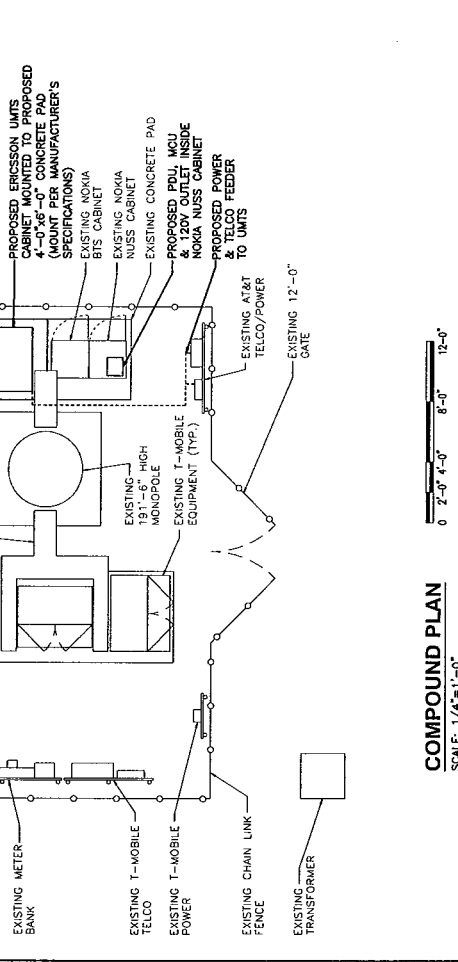 PROPOSED ERICSSON UMTS
CABINET MOUNTED TO PROPOSED
4'-0"x6'-0" CONCRETE PAD
(MOUNT PER MANUFACTURER'S
SPECIFICATIONS)
EXISTING NOKIA
BTS CABINET
EXISTING NOKIA
NUSS CABINET
EXISTING CONCRETE PAD
PROPOSED PDU, MCU
& 120V OUTLET INSIDE
NOKIA NUSS CABINET
PROPOSED POWER
& TELCO FEEDER
TO UMTS
EXISTING AT&T
TELCO/POWER
EXISTING 12'-0"
GATE
EXISTING
191'-6" HIGH
MONOPOLE
EXISTING T-MOBILE
EQUIPMENT (TYP.)
EXISTING METER
BANK
EXISTING T-MOBILE
TELCO
EXISTING T-MOBILE
POWER
EXISTING CHAIN LINK
FENCE
EXISTING
TRANSFORMER
COMPOUND PLAN
SCALE: 1/4"=1'-0"
0 2'-0" 4'-0" 8'-0" 12-0"